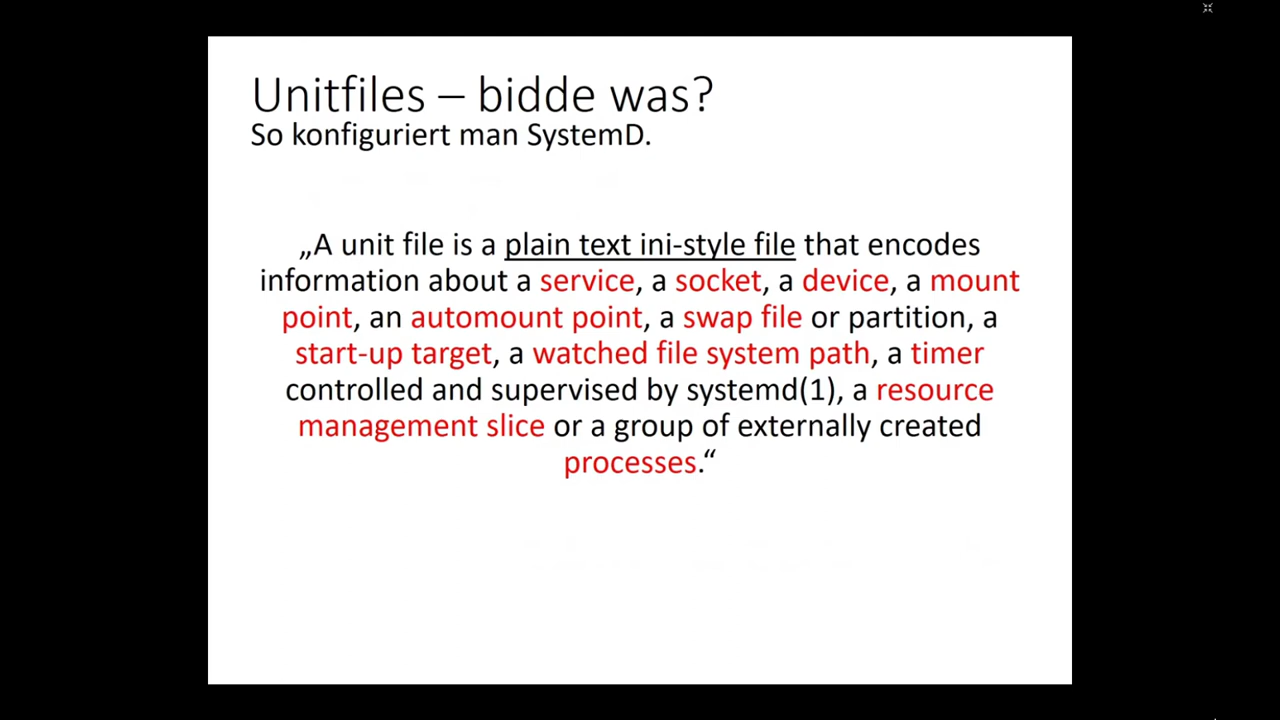 Unitfiles – bidde was?
So konfiguriert man SystemD.
„A unit file is a plain text ini-style file that encodes
information about a service, a socket, a device, a mount
point, an automount point, a swap file or partition, a
start-up target, a watched file system path, a timer
controlled and supervised by systemd(1), a resource
management slice or a group of externally created
processes.“